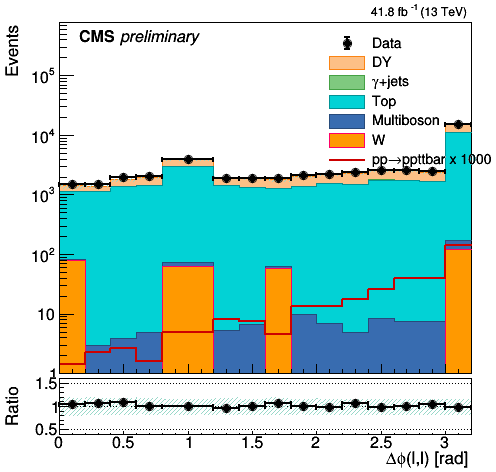 41.8 fb⁻¹ (13 TeV)
CMS preliminary
Events
10⁵
10⁴
10³
10²
10
1
Data
DY
γ+jets
Top
Multiboson
W
pp→ppttbar x 1000
Ratio
1.5
1
0.5
0 0.5 1 1.5 2 2.5 3
Δϕ(l,l) [rad]